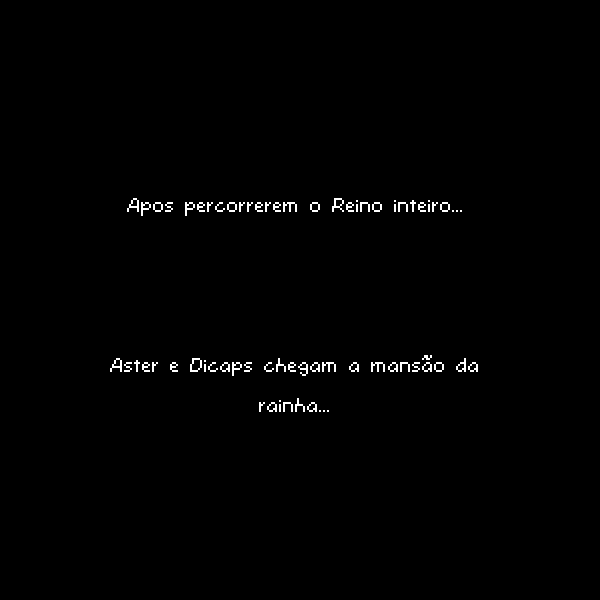 Apos percorrerem o Reino inteiro...
Aster e Dicaps chegam a mansão da
rainha...